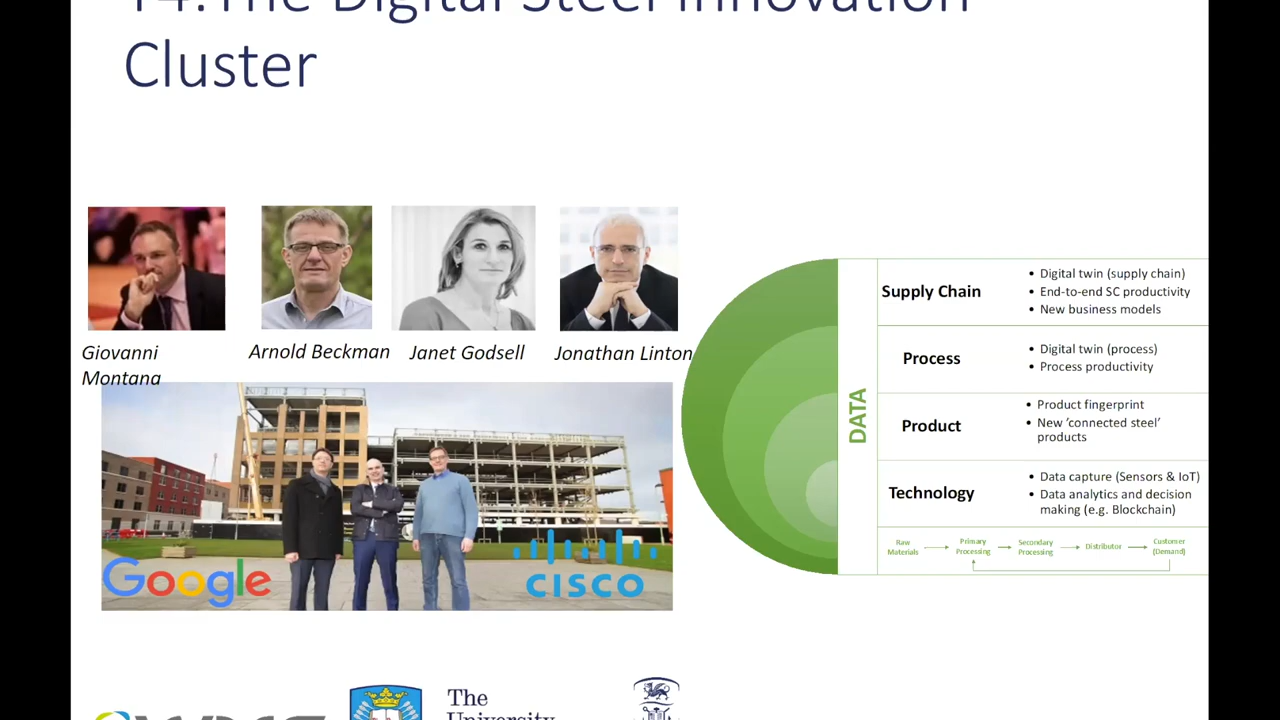 14.The Digital Steel Innovation
Cluster
Giovanni
Montana
Arnold Beckman
Janet Godsell
Jonathan Linton
Google
CISCO
DATA
Supply Chain
• Digital twin (supply chain)
• End-to-end SC productivity
• New business models
Process
• Digital twin (process)
• Process productivity
Product
• Product fingerprint
• New ‘connected steel’
products
Technology
• Data capture (Sensors & IoT)
• Data analytics and decision
making (e.g. Blockchain)
Raw
Materials
Primary
Processing
Secondary
Processing
Distributor
Customer
(Demand)
The
University